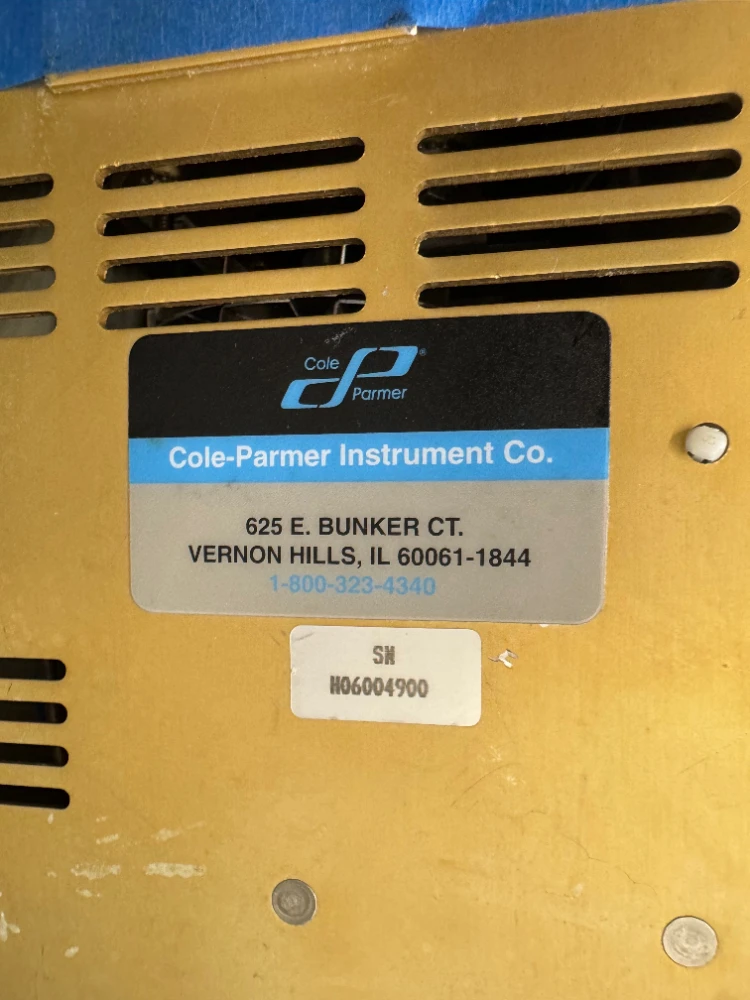 Cole
Parmer
Cole-Parmer Instrument Co.
625 E. BUNKER CT.
VERNON HILLS, IL 60061-1844
1-800-323-4340
SN
H06004900